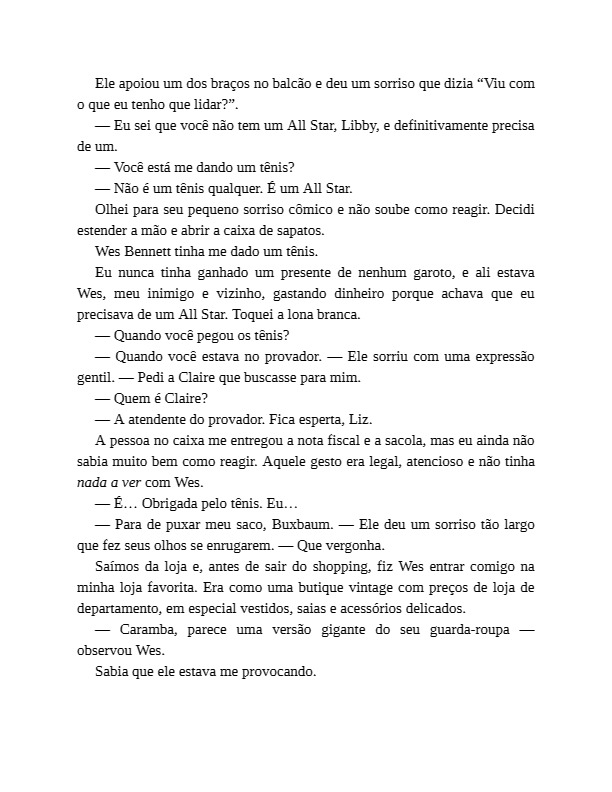 Ele apoiou um dos braços no balcão e deu um sorriso que dizia “Viu com
o que eu tenho que lidar?”.
— Eu sei que você não tem um All Star, Libby, e definitivamente precisa
de um.
— Você está me dando um tênis?
— Não é um tênis qualquer. É um All Star.
Olhei para seu pequeno sorriso cômico e não soube como reagir. Decidi
estender a mão e abrir a caixa de sapatos.
Wes Bennett tinha me dado um tênis.
Eu nunca tinha ganhado um presente de nenhum garoto, e ali estava
Wes, meu inimigo e vizinho, gastando dinheiro porque achava que eu
precisava de um All Star. Toquei a lona branca.
— Quando você pegou os tênis?
— Quando você estava no provador. — Ele sorriu com uma expressão
gentil. — Pedi a Claire que buscasse para mim.
— Quem é Claire?
— A atendente do provador. Fica esperta, Liz.
A pessoa no caixa me entregou a nota fiscal e a sacola, mas eu ainda não
sabia muito bem como reagir. Aquele gesto era legal, atencioso e não tinha
nada a ver com Wes.
— É… Obrigada pelo tênis. Eu…
— Para de puxar meu saco, Buxbaum. — Ele deu um sorriso tão largo
que fez seus olhos se enrugarem. — Que vergonha.
Saímos da loja e, antes de sair do shopping, fiz Wes entrar comigo na
minha loja favorita. Era como uma butique vintage com preços de loja de
departamento, em especial vestidos, saias e acessórios delicados.
— Caramba, parece uma versão gigante do seu guarda-roupa —
observou Wes.
Sabia que ele estava me provocando.